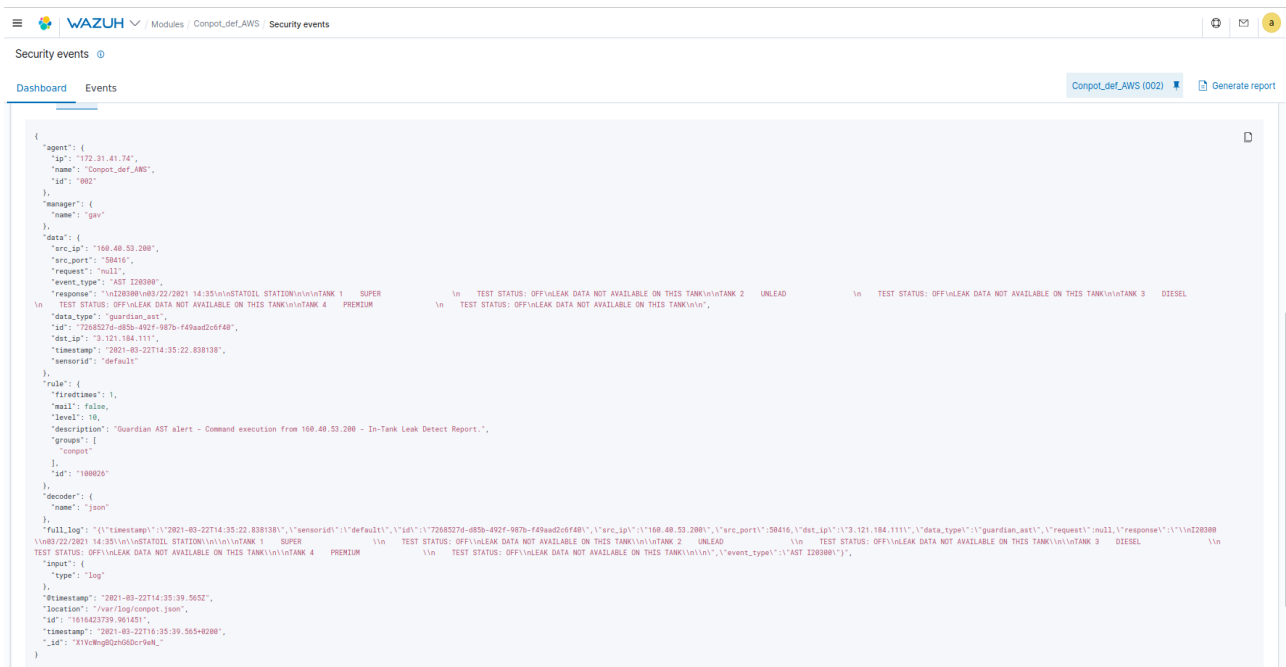 WAZUH / Modules / Conpot_def_AWS / Security events
a
Security events
Dashboard Events Conpot_def_AWS (002) Generate report
{
"agent": {
"ip": "172.31.41.74",
"name": "Conpot_def_AWS",
"id": "002"
},
"manager": {
"name": "gav"
},
"data": {
"src_ip": "160.40.53.200",
"src_port": "50416",
"request": "null",
"event_type": "AST I20300",
"response": "\nI20300\n03/22/2021 14:35\n\nSTATOIL STATION\n\n\nTANK 1 SUPER \n TEST STATUS: OFF\nLEAK DATA NOT AVAILABLE ON THIS TANK\n\nTANK 2 UNLEAD \n TEST STATUS: OFF\nLEAK DATA NOT AVAILABLE ON THIS TANK\n\nTANK 3 DIESEL
\n TEST STATUS: OFF\nLEAK DATA NOT AVAILABLE ON THIS TANK\n\nTANK 4 PREMIUM \n TEST STATUS: OFF\nLEAK DATA NOT AVAILABLE ON THIS TANK\n\n",
"data_type": "guardian_ast",
"id": "7268527d-d85b-492f-987b-f49aad2c6f40",
"dst_ip": "3.121.184.111",
"timestamp": "2021-03-22T14:35:22.838138",
"sensorid": "default"
},
"rule": {
"firedtimes": 1,
"mail": false,
"level": 10,
"description": "Guardian AST alert - Command execution from 160.40.53.200 - In-Tank Leak Detect Report.",
"groups": [
"conpot"
],
"id": "100026"
},
"decoder": {
"name": "json"
},
"full_log": "{\"timestamp\":\"2021-03-22T14:35:22.838138\",\"sensorid\":\"default\",\"id\":\"7268527d-d85b-492f-987b-f49aad2c6f40\",\"src_ip\":\"160.40.53.200\",\"src_port\":50416,\"dst_ip\":\"3.121.184.111\",\"data_type\":\"guardian_ast\",\"request\":null,\"response\":\"\\nI20300
\\n03/22/2021 14:35\\n\\nSTATOIL STATION\\n\\n\\nTANK 1 SUPER \\n TEST STATUS: OFF\\nLEAK DATA NOT AVAILABLE ON THIS TANK\\n\\nTANK 2 UNLEAD \\n TEST STATUS: OFF\\nLEAK DATA NOT AVAILABLE ON THIS TANK\\n\\nTANK 3 DIESEL \\n
TEST STATUS: OFF\\nLEAK DATA NOT AVAILABLE ON THIS TANK\\n\\nTANK 4 PREMIUM \\n TEST STATUS: OFF\\nLEAK DATA NOT AVAILABLE ON THIS TANK\\n\\n\",\"event_type\":\"AST I20300\"}",
"input": {
"type": "log"
},
"@timestamp": "2021-03-22T14:35:39.565Z",
"location": "/var/log/conpot.json",
"id": "1616423739.961451",
"timestamp": "2021-03-22T16:35:39.565+0200",
"_id": "X1VcWngBQzhG6Dcr9eN_"
}